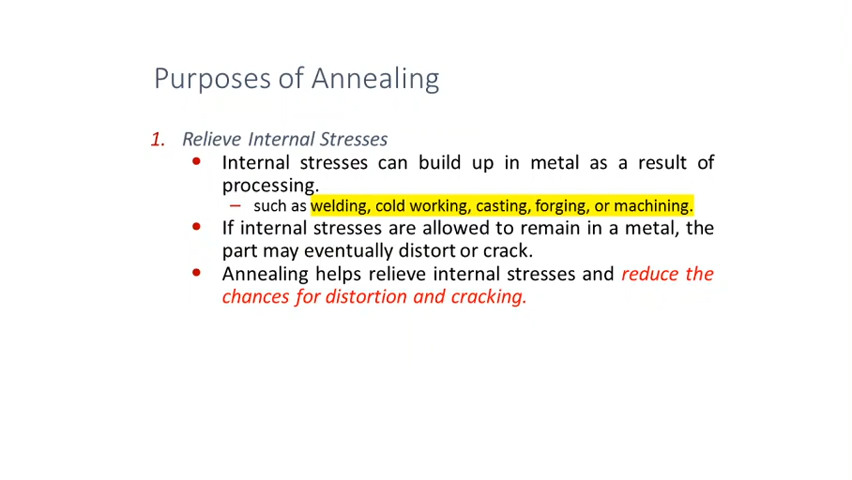 Purposes of Annealing
1. Relieve Internal Stresses
• Internal stresses can build up in metal as a result of
processing.
– such as welding, cold working, casting, forging, or machining.
• If internal stresses are allowed to remain in a metal, the
part may eventually distort or crack.
• Annealing helps relieve internal stresses and reduce the
chances for distortion and cracking.